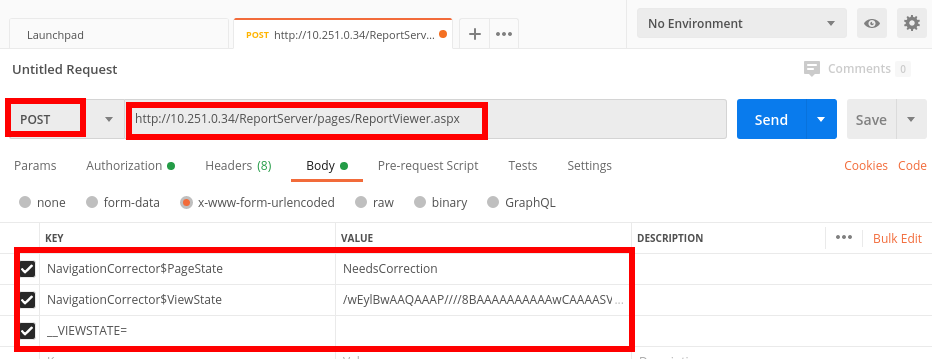 Launchpad
POST http://10.251.0.34/ReportServ...
No Environment
Untitled Request
Comments 0
POST
http://10.251.0.34/ReportServer/pages/ReportViewer.aspx
Send
Save
Params Authorization Headers (8) Body Pre-request Script Tests Settings Cookies Code
none form-data x-www-form-urlencoded raw binary GraphQL
KEY VALUE DESCRIPTION Bulk Edit
NavigationCorrector$PageState NeedsCorrection
NavigationCorrector$ViewState /wEylBwAAQAAAP////8BAAAAAAAAAAwCAAAASV...
__VIEWSTATE=